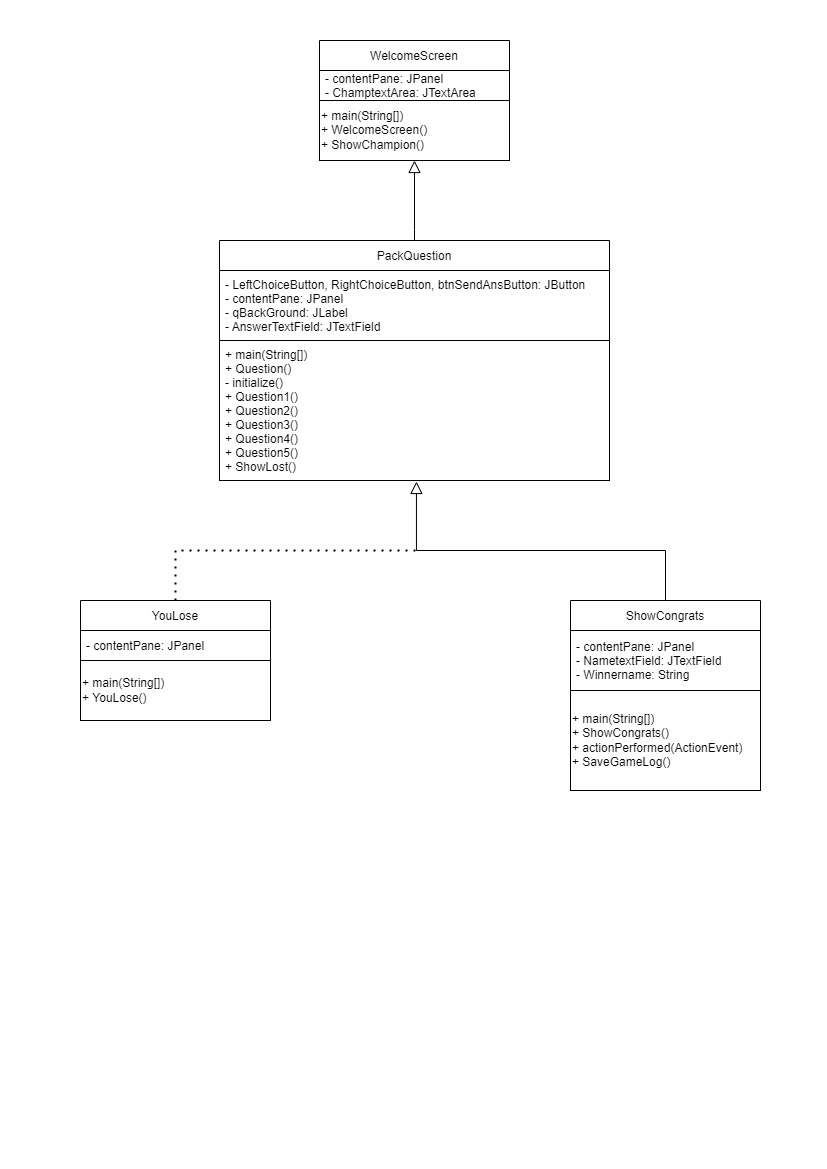 WelcomeScreen
- contentPane: JPanel
- ChamptextArea: JTextArea
+ main(String[])
+ WelcomeScreen()
+ ShowChampion()
PackQuestion
- LeftChoiceButton, RightChoiceButton, btnSendAnsButton: JButton
- contentPane: JPanel
- qBackGround: JLabel
- AnswerTextField: JTextField
+ main(String[])
+ Question()
- initialize()
+ Question1()
+ Question2()
+ Question3()
+ Question4()
+ Question5()
+ ShowLost()
YouLose
- contentPane: JPanel
+ main(String[])
+ YouLose()
ShowCongrats
- contentPane: JPanel
- NametextField: JTextField
- Winnername: String
+ main(String[])
+ ShowCongrats()
+ actionPerformed(ActionEvent)
+ SaveGameLog()